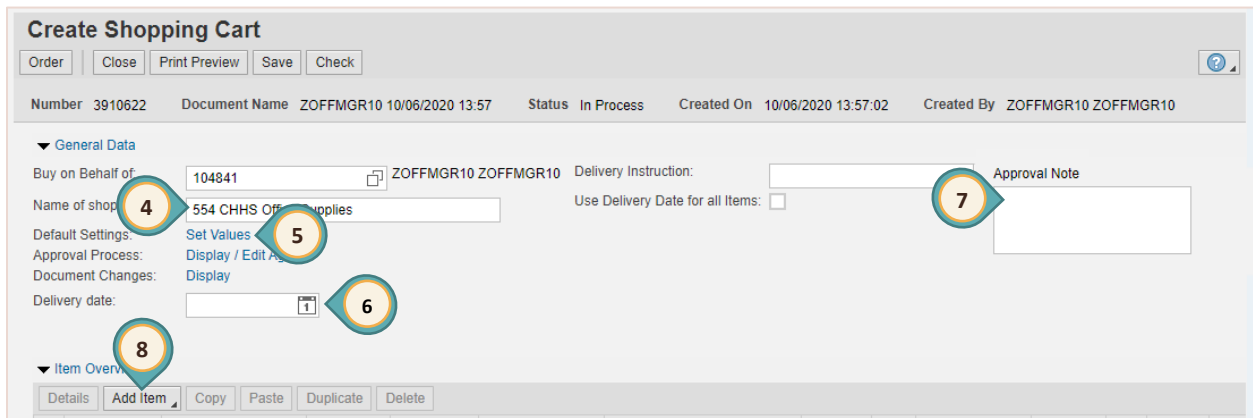 Create Shopping Cart
Order Close Print Preview Save Check
Number 3910622 Document Name ZOFFMGR10 10/06/2020 13:57 Status In Process Created On 10/06/2020 13:57:02 Created By ZOFFMGR10 ZOFFMGR10
General Data
Buy on Behalf of: 104841 ZOFFMGR10 ZOFFMGR10 Delivery Instruction: Approval Note
Name of shop 4 554 CHHS Off Supplies Use Delivery Date for all Items: 7
Default Settings: Set Values 5
Approval Process: Display / Edit
Document Changes: Display
Delivery date: 1 6
8
Item Overv
Details Add Item Copy Paste Duplicate Delete